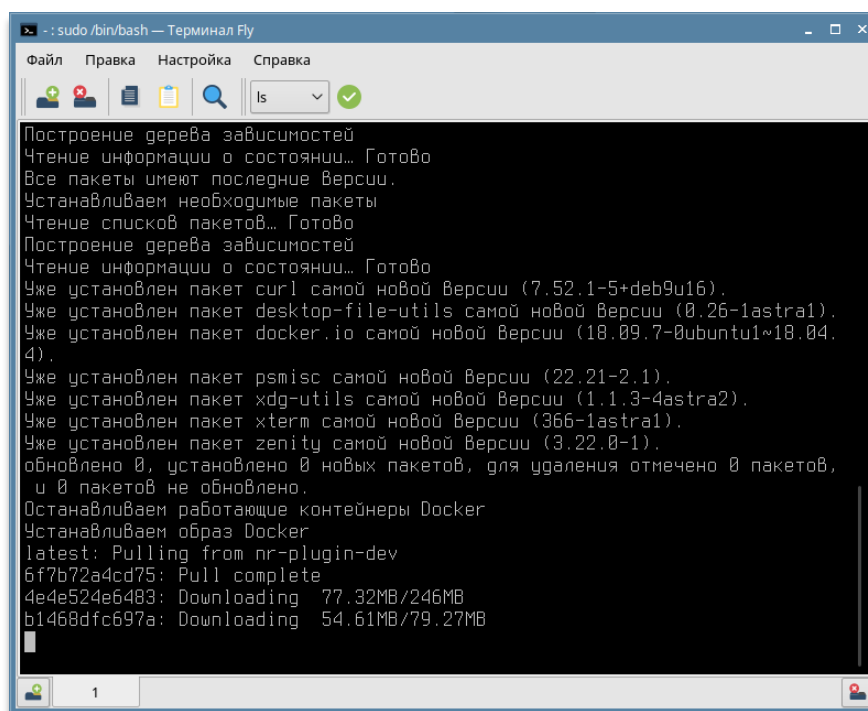 - : sudo /bin/bash — Терминал Fly
Файл Правка Настройка Справка
ls
Построение дерева зависимостей
Чтение информации о состоянии… Готово
Все пакеты имеют последние версии.
Устанавливаем необходимые пакеты
Чтение списков пакетов… Готово
Построение дерева зависимостей
Чтение информации о состоянии… Готово
Уже установлен пакет curl самой новой версии (7.52.1-5+deb9u16).
Уже установлен пакет desktop-file-utils самой новой версии (0.26-1astra1).
Уже установлен пакет docker.io самой новой версии (18.09.7-0ubuntu1~18.04.
4).
Уже установлен пакет psmisc самой новой версии (22.21-2.1).
Уже установлен пакет xdg-utils самой новой версии (1.1.3-4astra2).
Уже установлен пакет xterm самой новой версии (366-1astra1).
Уже установлен пакет zenity самой новой версии (3.22.0-1).
обновлено 0, установлено 0 новых пакетов, для удаления отмечено 0 пакетов,
и 0 пакетов не обновлено.
Останавливаем работающие контейнеры Docker
Устанавливаем образ Docker
latest: Pulling from nr-plugin-dev
6f7b72a4cd75: Pull complete
4e4e524e6483: Downloading 77.32MB/246MB
b1468dfc697a: Downloading 54.61MB/79.27MB
1